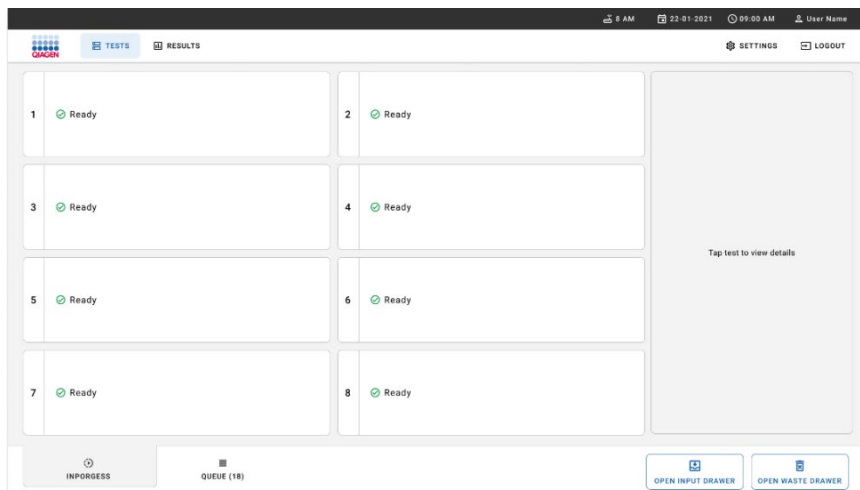 8 AM 22-01-2021 09:00 AM User Name
QIAGEN TESTS RESULTS SETTINGS LOGOUT
1 Ready
2 Ready
3 Ready
4 Ready
Tap test to view details
5 Ready
6 Ready
7 Ready
8 Ready
INPORGESS QUEUE (18) OPEN INPUT DRAWER OPEN WASTE DRAWER